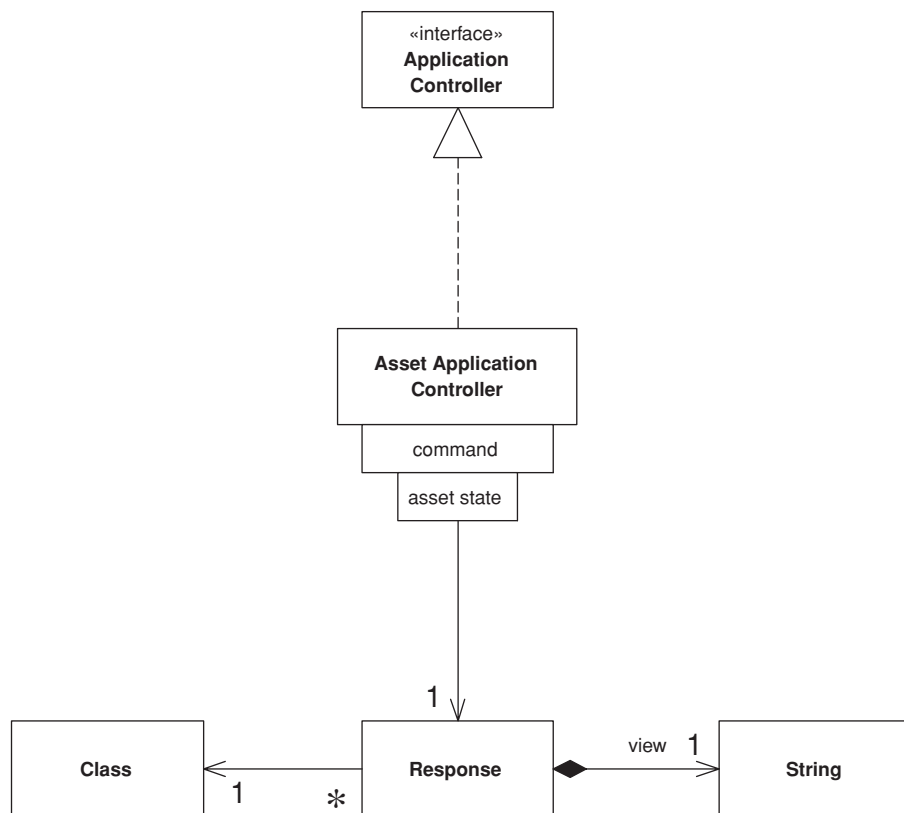 «interface»
Application
Controller
Asset Application
Controller
command
asset state
1
view 1
Class
Response
String
1
*